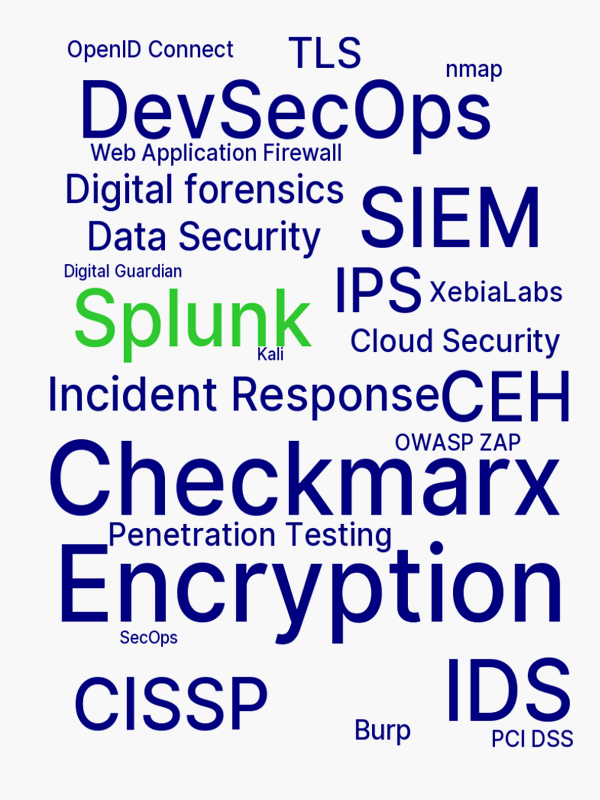 OpenID Connect
TLS
nmap
DevSecOps
Web Application Firewall
Digital forensics
SIEM
Data Security
Digital Guardian
IPS
XebiaLabs
Splunk
Cloud Security
Kali
Incident Response
CEH
OWASP ZAP
Checkmarx
Penetration Testing
Encryption
SecOps
IDS
CISSP
Burp
PCI DSS